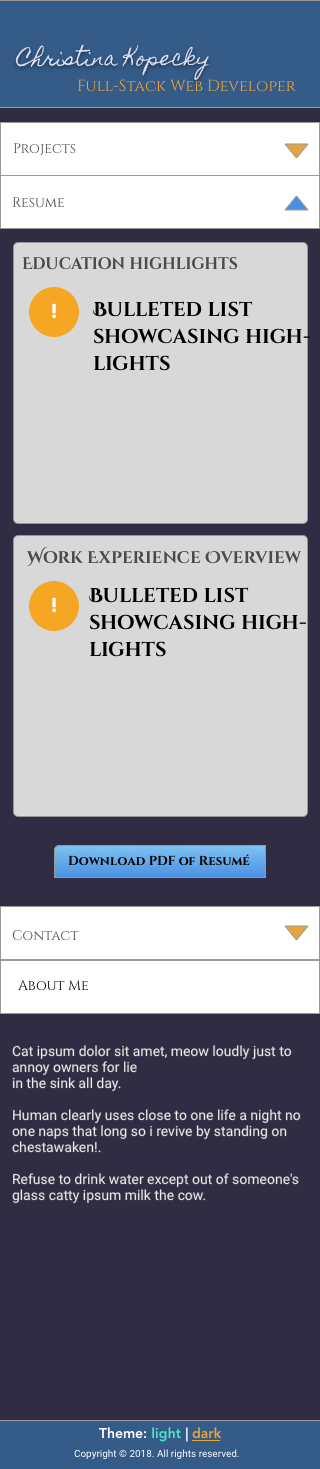 Christina Kopecky
Full-Stack Web Developer
Projects
Resume
Education highlights
!
Bulleted list
showcasing high-
lights
Work Experience Overview
!
Bulleted list
showcasing high-
lights
Download PDF of Resumé
Contact
About Me
Cat ipsum dolor sit amet, meow loudly just to
annoy owners for lie
in the sink all day.
Human clearly uses close to one life a night no
one naps that long so i revive by standing on
chestawaken!.
Refuse to drink water except out of someone's
glass catty ipsum milk the cow.
Theme: light | dark
Copyright © 2018. All rights reserved.